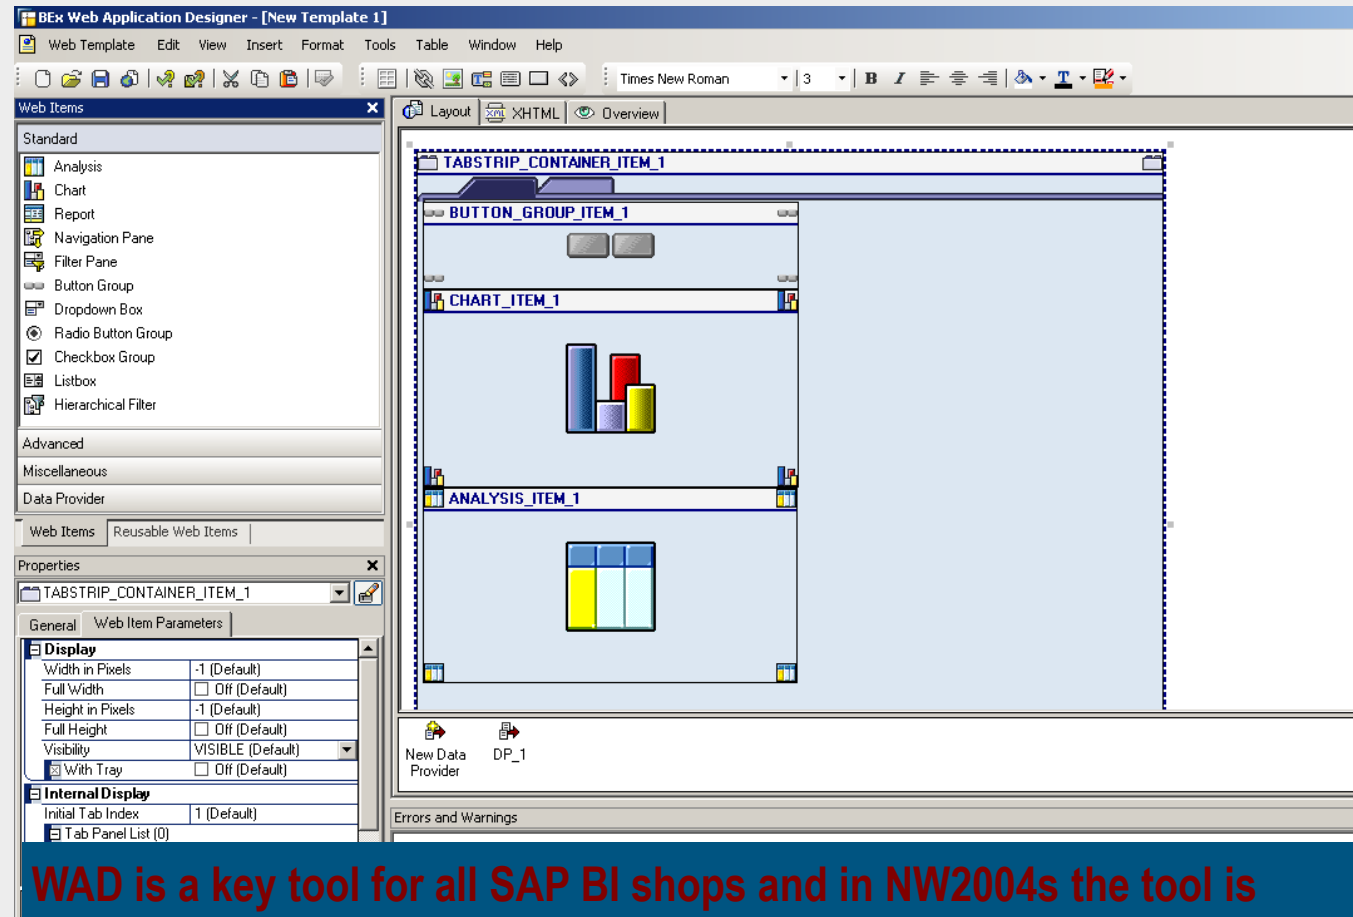 BEx Web Application Designer - [New Template 1]
Web Template Edit View Insert Format Tools Table Window Help
Times New Roman 3 B I T
Web Items
Layout XHTML Overview
Standard
Analysis
Chart
Report
Navigation Pane
Filter Pane
Button Group
Dropdown Box
Radio Button Group
Checkbox Group
Listbox
Hierarchical Filter
Advanced
Miscellaneous
Data Provider
Web Items Reusable Web Items
Properties
TABSTRIP_CONTAINER_ITEM_1
General Web Item Parameters
Display
Width in Pixels -1 (Default)
Full Width Off (Default)
Height in Pixels -1 (Default)
Full Height Off (Default)
Visibility VISIBLE (Default)
With Tray Off (Default)
Internal Display
Initial Tab Index 1 (Default)
Tab Panel List (0)
TABSTRIP_CONTAINER_ITEM_1
BUTTON_GROUP_ITEM_1
CHART_ITEM_1
ANALYSIS_ITEM_1
New Data Provider
DP_1
Errors and Warnings
WAD is a key tool for all SAP BI shops and in NW2004s the tool is